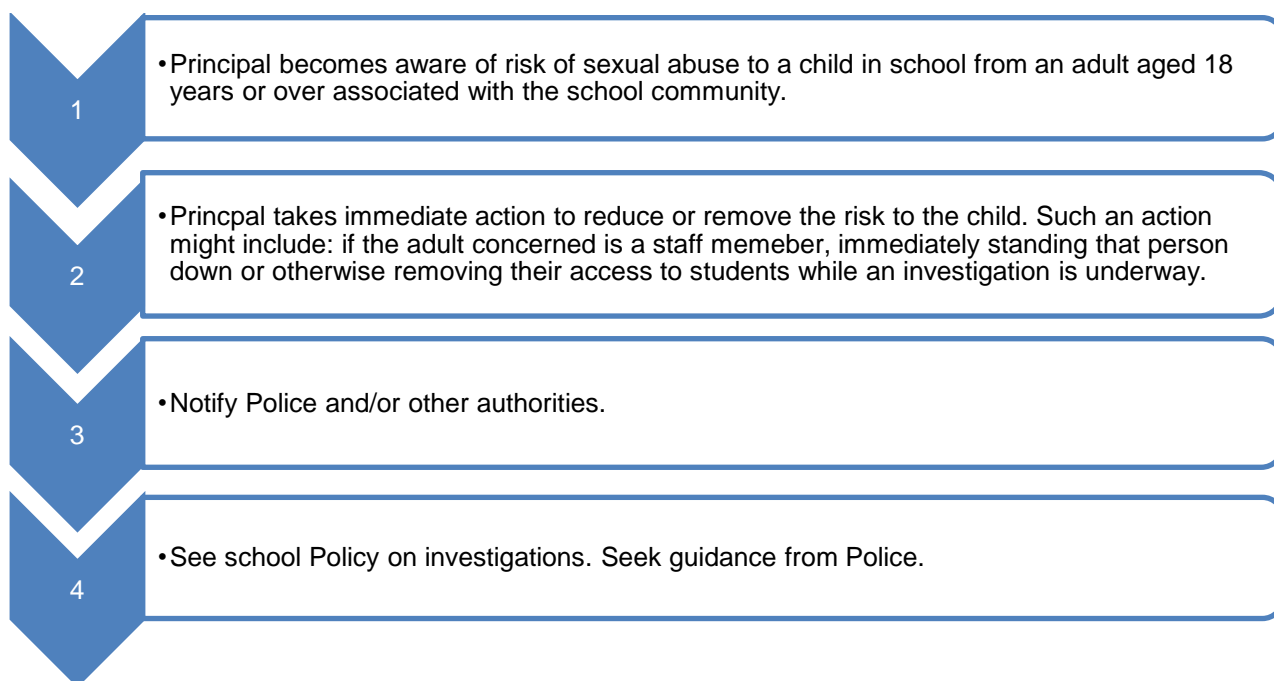 1
•Principal becomes aware of risk of sexual abuse to a child in school from an adult aged 18
years or over associated with the school community.
2
•Princpal takes immediate action to reduce or remove the risk to the child. Such an action
might include: if the adult concerned is a staff memeber, immediately standing that person
down or otherwise removing their access to students while an investigation is underway.
3
•Notify Police and/or other authorities.
4
•See school Policy on investigations. Seek guidance from Police.